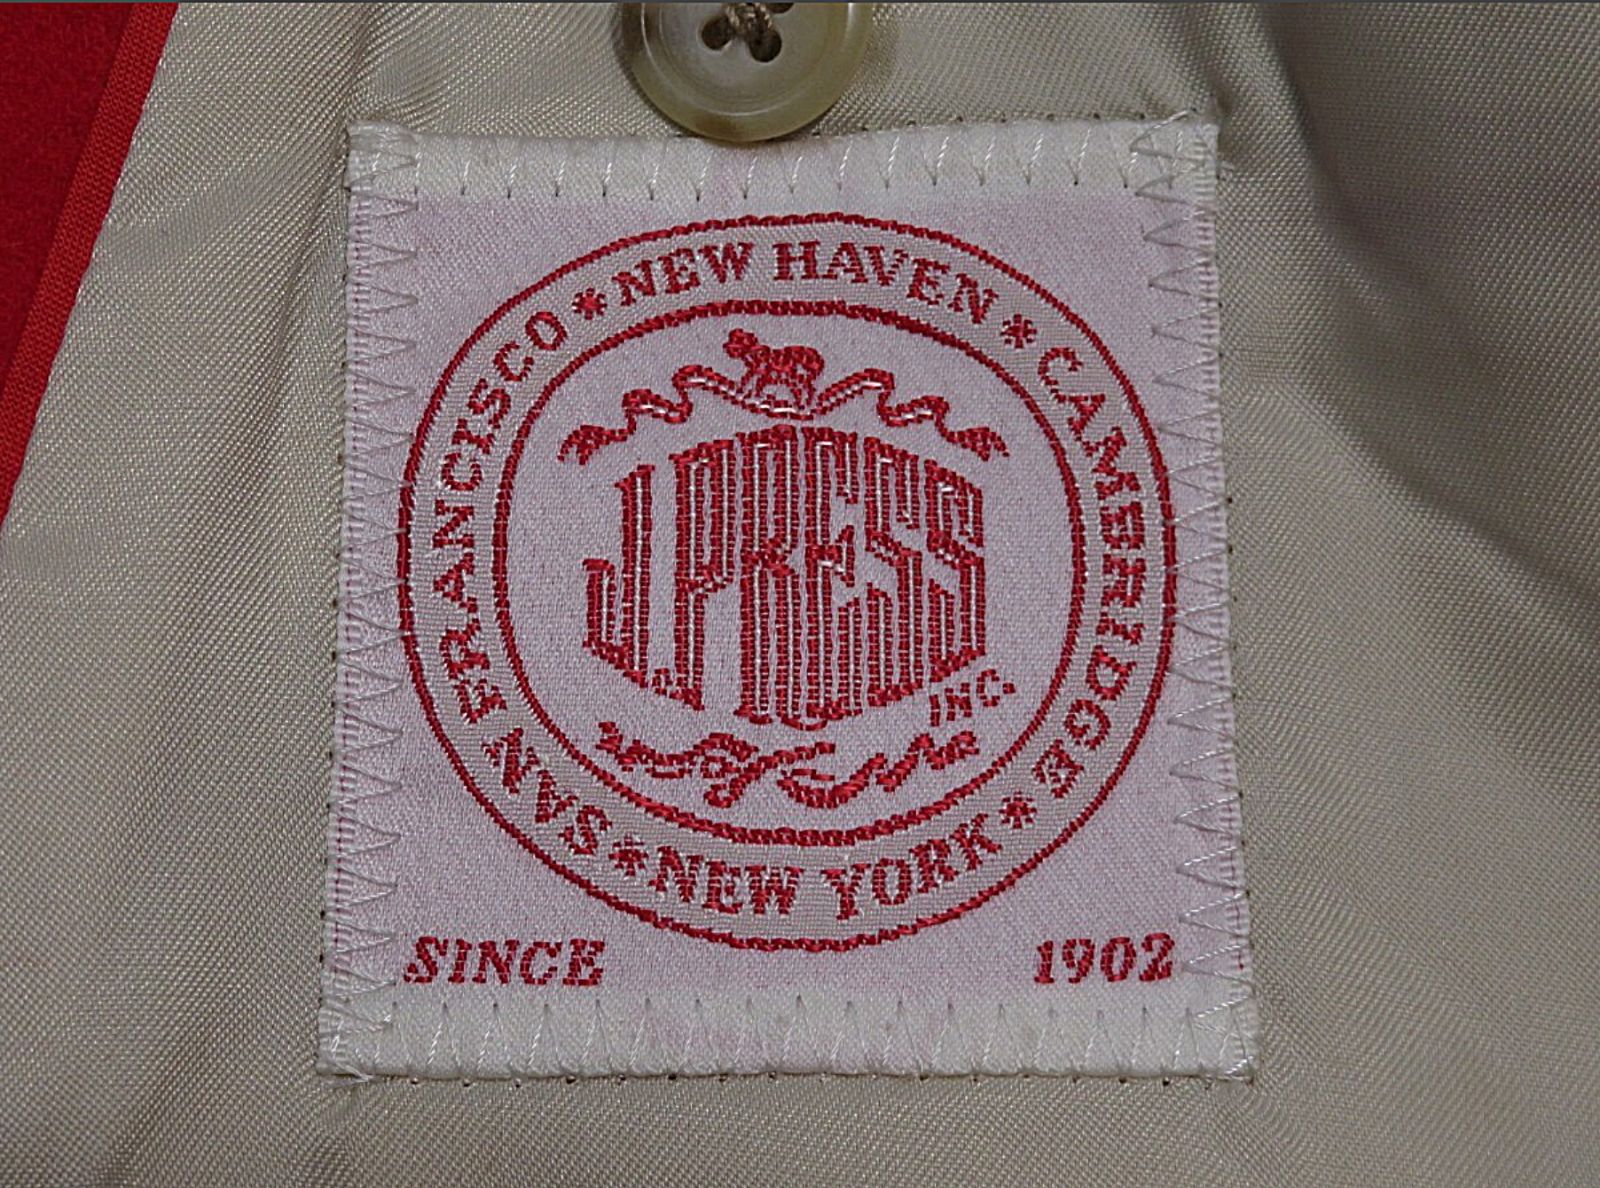 NEW HAVEN * CAMBRIDGE * NEW YORK * SAN FRANCISCO *
J.PRESS
INC.
SINCE 1902